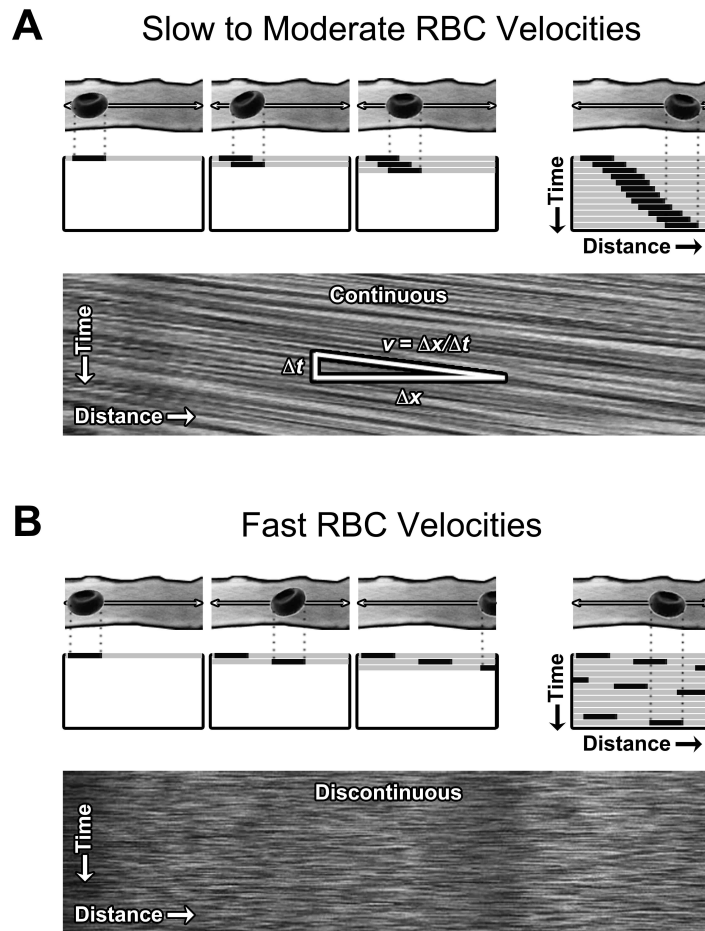 A
Slow to Moderate RBC Velocities
Time
Distance
Continuous
Time
v = Δx/Δt
Δt
Δx
Distance
B
Fast RBC Velocities
Time
Distance
Discontinuous
Time
Distance